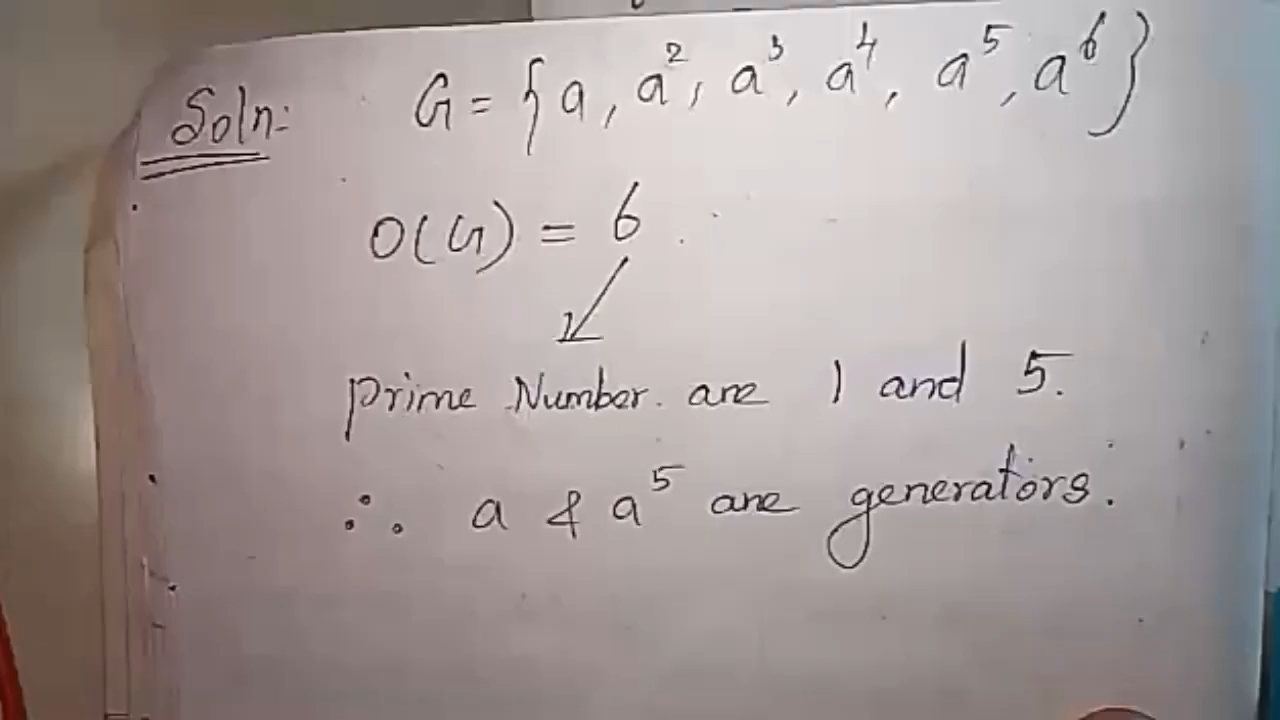 Soln: G = {a, a², a³, a⁴, a⁵, a⁶}
O(G) = 6.
prime Number. are 1 and 5.
∴ a & a⁵ are generators.